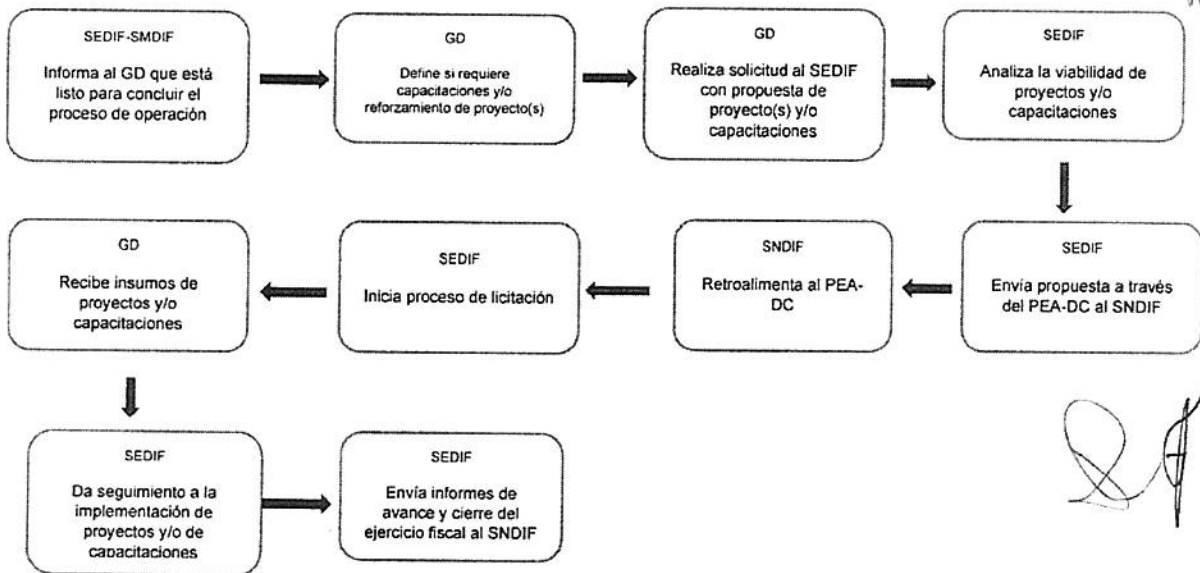 SEDIF-SMDIF
Informa al GD que está
listo para concluir el
proceso de operación
GD
Define si requiere
capacitaciones y/o
reforzamiento de proyecto(s)
GD
Realiza solicitud al SEDIF
con propuesta de
proyecto(s) y/o
capacitaciones
SEDIF
Analiza la viabilidad de
proyectos y/o
capacitaciones
SEDIF
Envía propuesta a través
del PEA-DC al SNDIF
SNDIF
Retroalimenta al PEA-
DC
SEDIF
Inicia proceso de licitación
GD
Recibe insumos de
proyectos y/o
capacitaciones
SEDIF
Da seguimiento a la
implementación de
proyectos y/o de
capacitaciones
SEDIF
Envía informes de
avance y cierre del
ejercicio fiscal al SNDIF